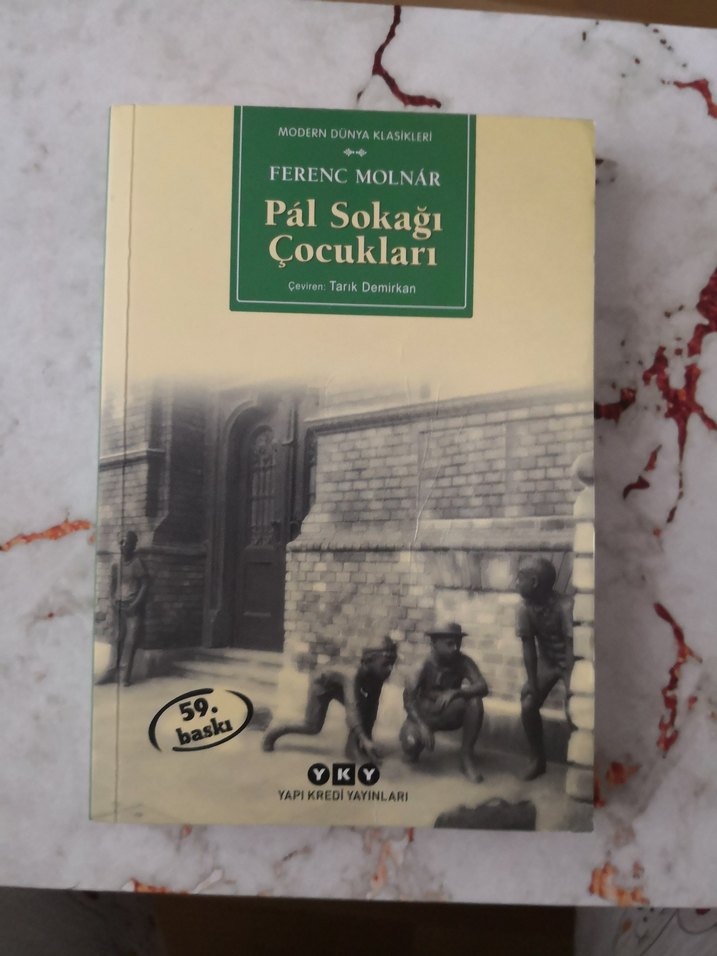 MODERN DÜNYA KLASİKLERİ
FERENC MOLNÁR
Pál Sokağı
Çocukları
Çeviren: Tarık Demirkan
59.
baskı
YKY
YAPI KREDİ YAYINLARI